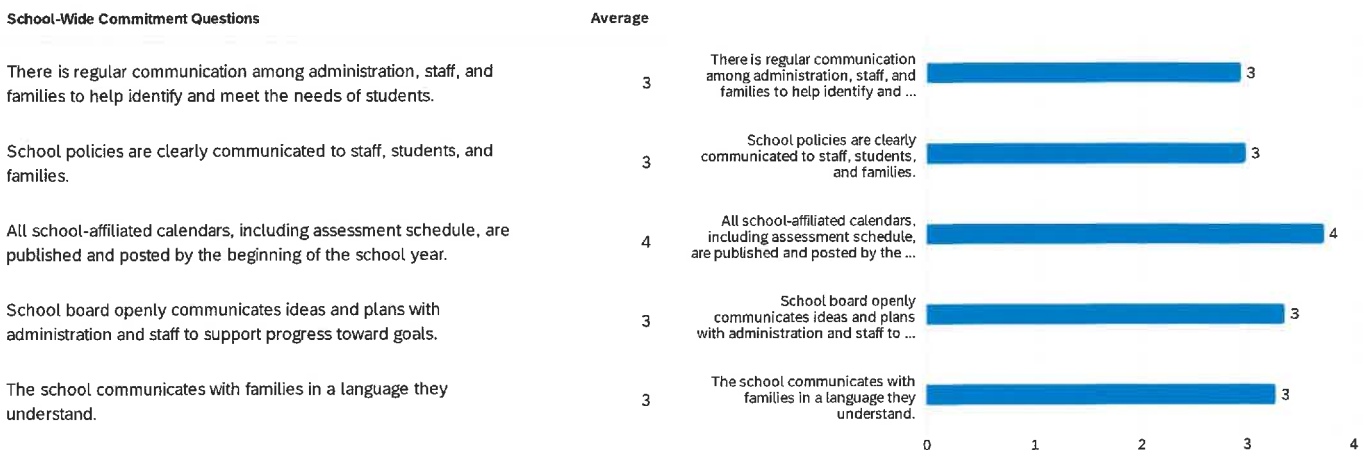 School-Wide Commitment Questions
Average
There is regular communication among administration, staff, and
families to help identify and meet the needs of students.
3
School policies are clearly communicated to staff, students, and
families.
3
All school-affiliated calendars, including assessment schedule, are
published and posted by the beginning of the school year.
4
School board openly communicates ideas and plans with
administration and staff to support progress toward goals.
3
The school communicates with families in a language they
understand.
3
There is regular communication
among administration, staff, and
families to help identify and ...
3
School policies are clearly
communicated to staff, students,
and families.
3
All school-affiliated calendars,
including assessment schedule,
are published and posted by the ...
4
School board openly
communicates ideas and plans
with administration and staff to ...
3
The school communicates with
families in a language they
understand.
3
0 1 2 3 4